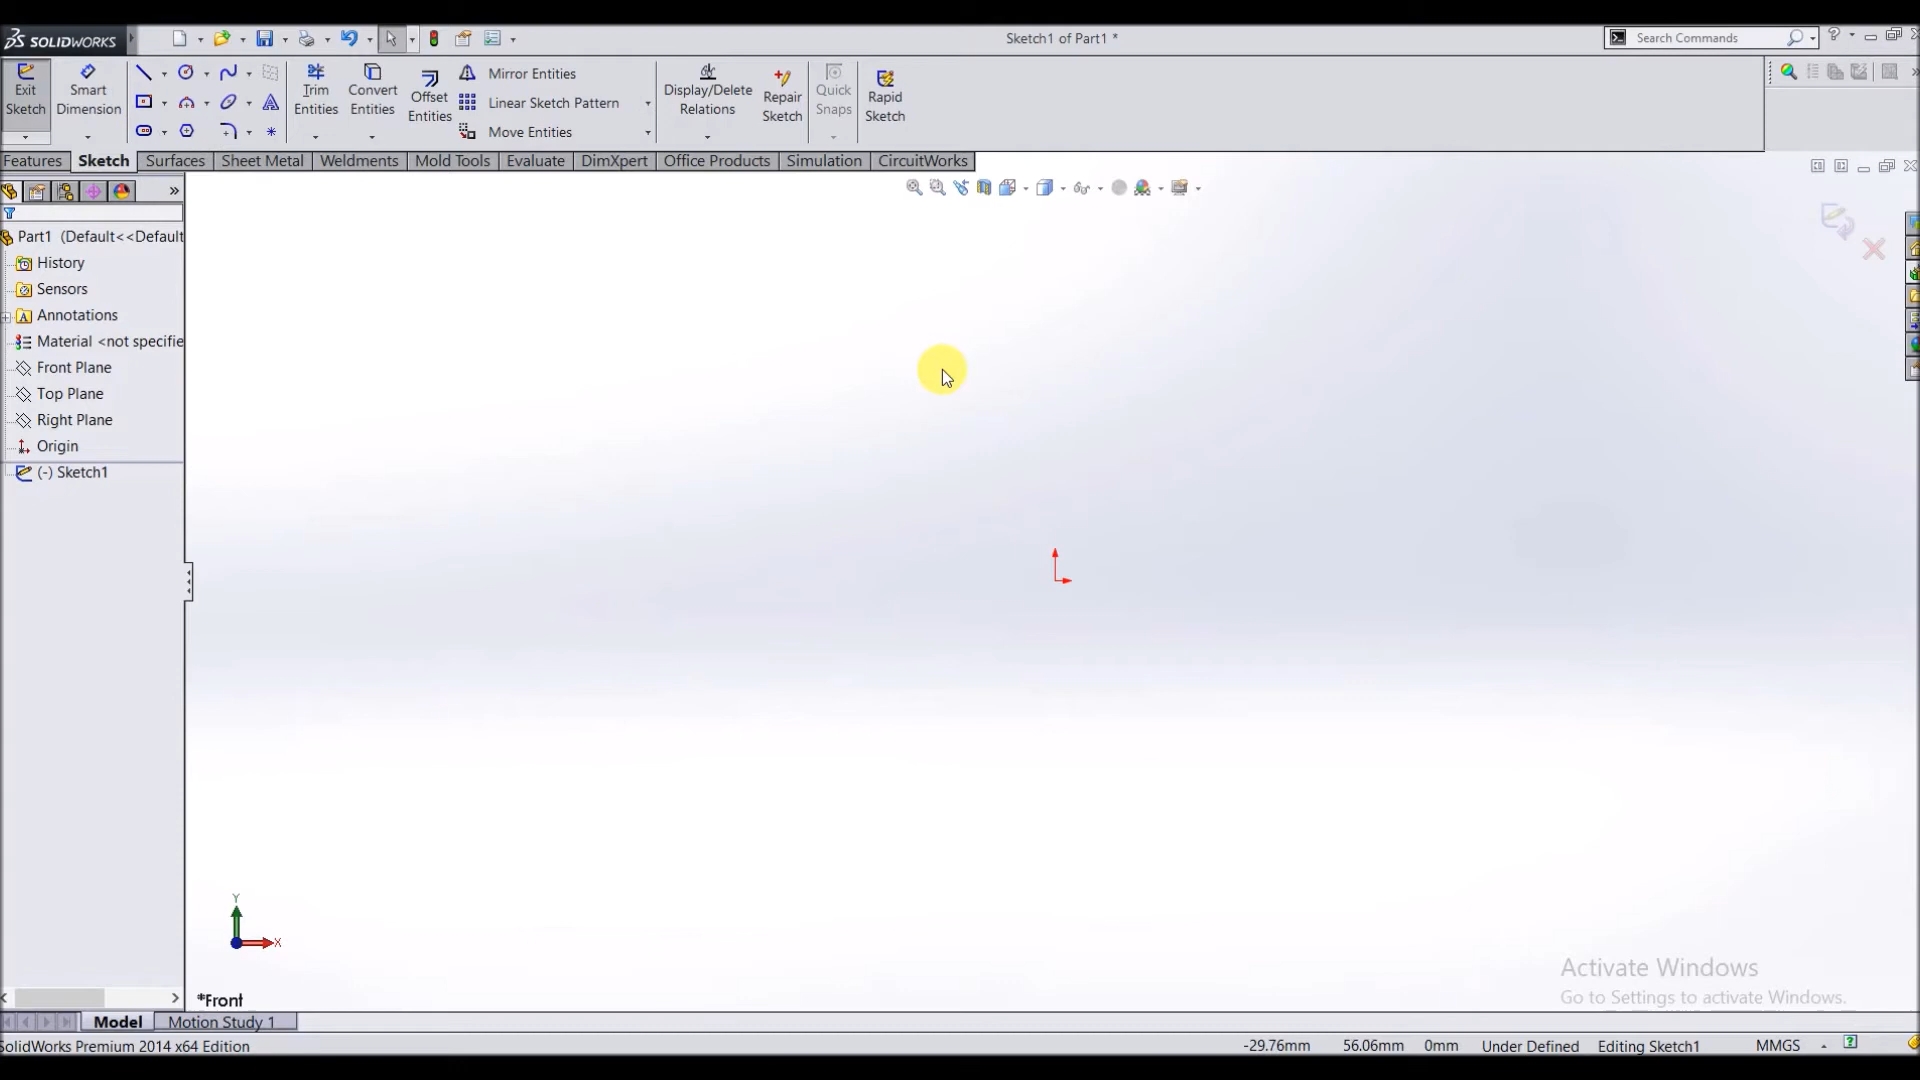 SOLIDWORKS
Sketch1 of Part1 *
Search Commands
Exit
Sketch
Smart
Dimension
Trim
Entities
Convert
Entities
Offset
Entities
Mirror Entities
Linear Sketch Pattern
Move Entities
Display/Delete
Relations
Repair
Sketch
Quick
Snaps
Rapid
Sketch
Features
Sketch
Surfaces
Sheet Metal
Weldments
Mold Tools
Evaluate
DimXpert
Office Products
Simulation
CircuitWorks
Part1 (Default<<Default
History
Sensors
Annotations
Material <not specifie
Front Plane
Top Plane
Right Plane
Origin
(-) Sketch1
Y
X
*Front
Activate Windows
Go to Settings to activate Windows.
Model
Motion Study 1
SolidWorks Premium 2014 x64 Edition
-29.76mm
56.06mm
0mm
Under Defined
Editing Sketch1
MMGS